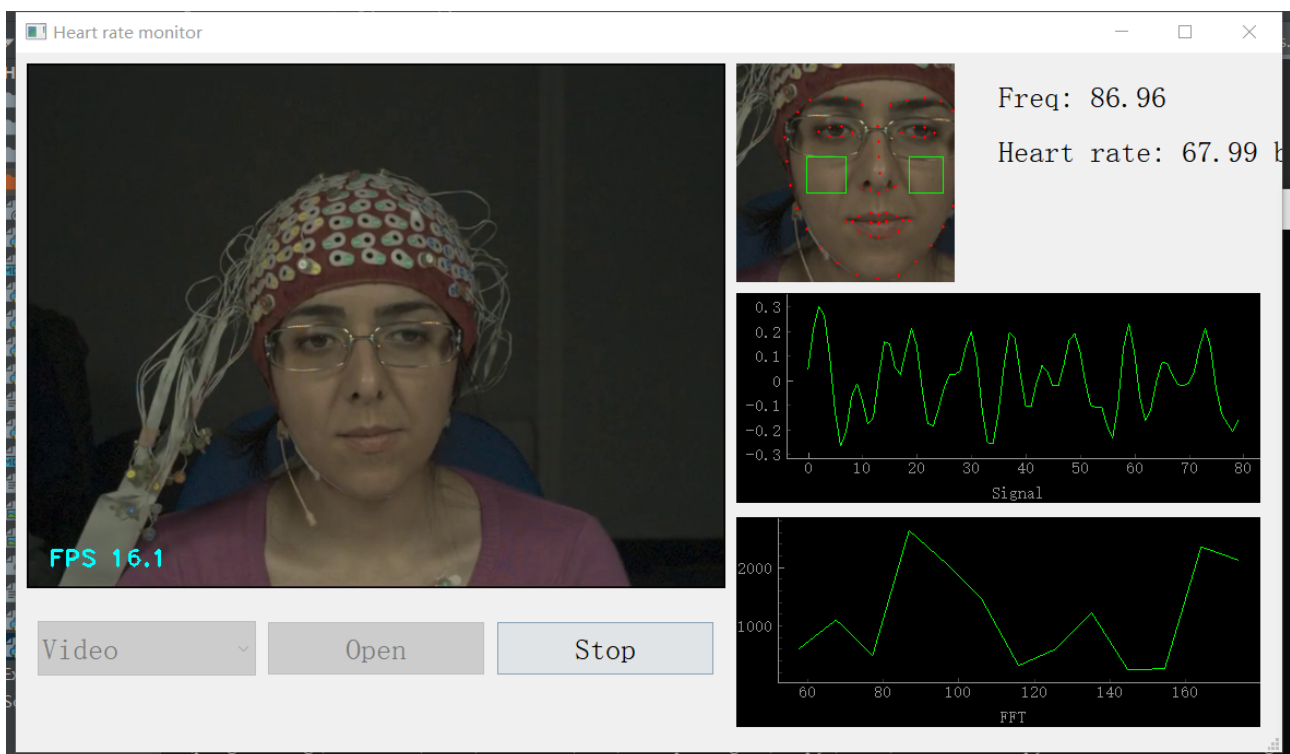 Heart rate monitor
Freq: 86.96
Heart rate: 67.99 b
FPS 16.1
0.3
0.2
0.1
0
-0.1
-0.2
-0.3
0 10 20 30 40 50 60 70 80
Signal
2000
1000
60 80 100 120 140 160
FFT
Video
Open
Stop